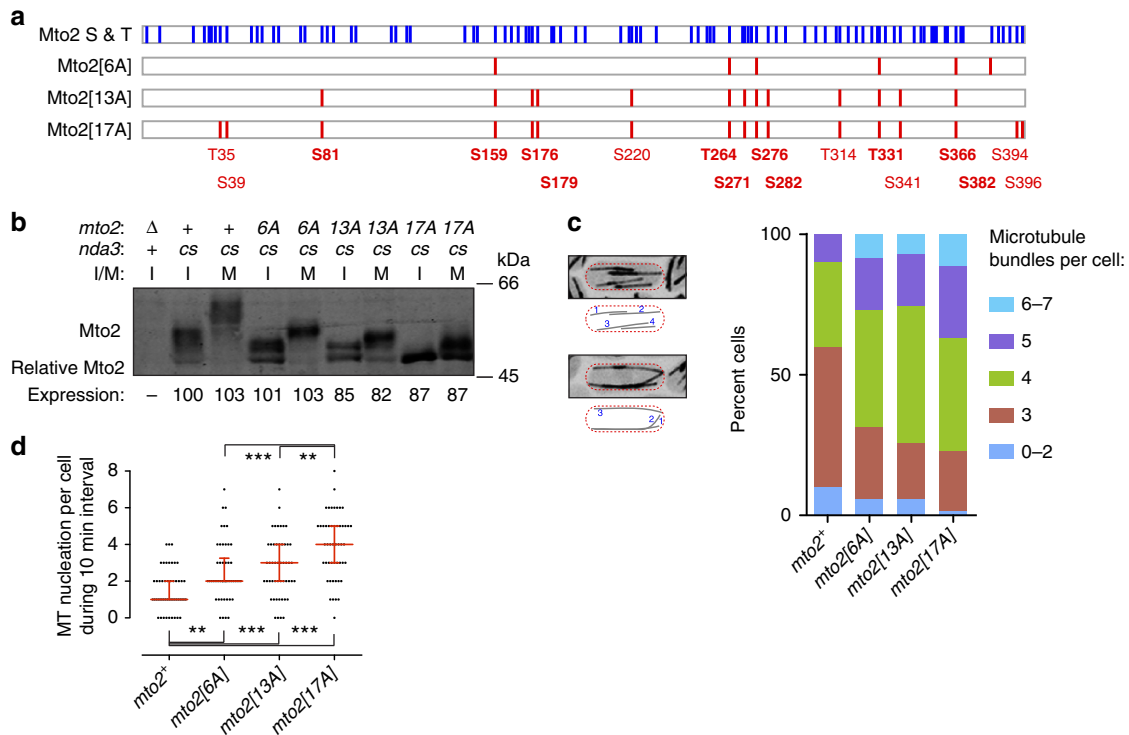 a
Mto2 S & T
Mto2[6A]
Mto2[13A]
Mto2[17A]
T35 S81 S159 S176 S220 T264 S276 T314 T331 S366 S394
S39 S179 S271 S282 S341 S382 S396
b
mto2: Δ + + 6A 6A 13A 13A 17A 17A
nda3: + cs cs cs cs cs cs cs cs
I/M: I I M I M I M I M
kDa
66
Mto2
Relative Mto2
45
Expression: – 100 103 101 103 85 82 87 87
c
1 2
3 4
3 2 1
Percent cells
100
50
0
mto2+
mto2[6A]
mto2[13A]
mto2[17A]
Microtubule
bundles per cell:
6–7
5
4
3
0–2
d
MT nucleation per cell
during 10 min interval
8
6
4
2
0
*** **
** *** ***
mto2+
mto2[6A]
mto2[13A]
mto2[17A]